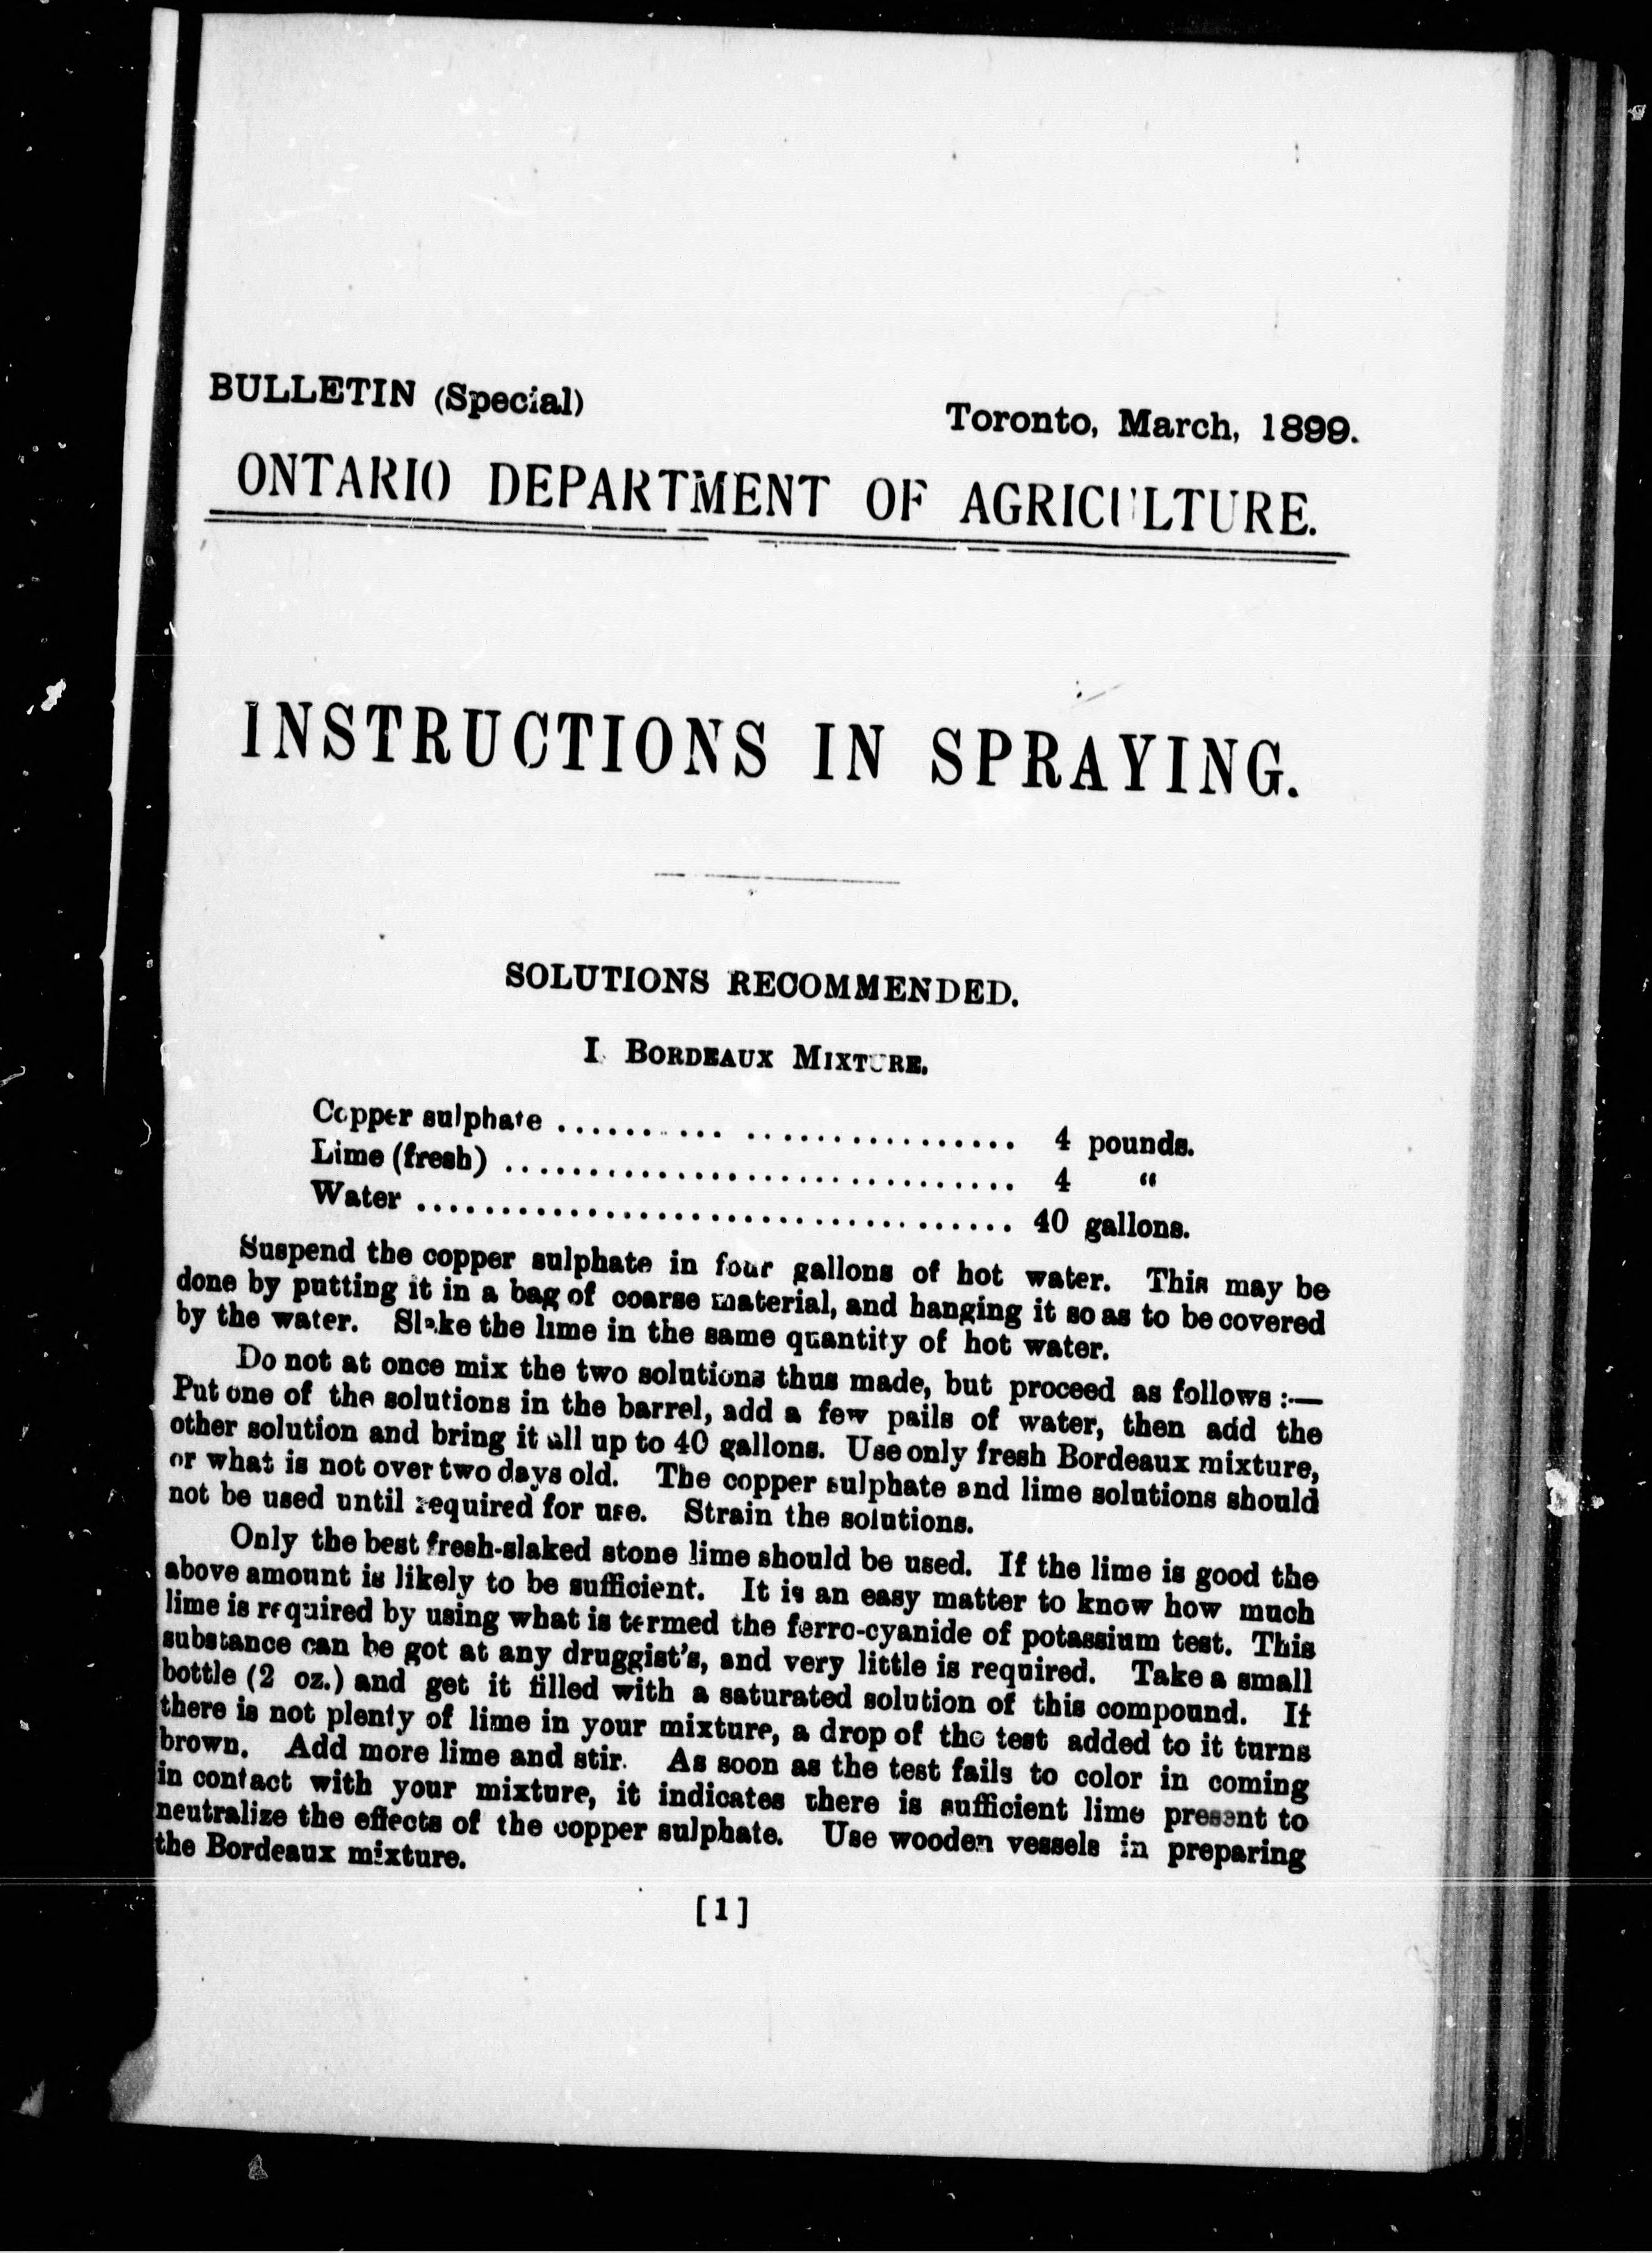 BULLETIN (Special)
Toronto, March, 1899.
ONTARIO DEPARTMENT OF AGRICULTURE.
INSTRUCTIONS IN SPRAYING.
SOLUTIONS RECOMMENDED.
I. BORDEAUX MIXTURE.
Copper sulphate .................................... 4 pounds.
Lime (fresh) .................................... 4 "
Water .................................... 40 gallons.
Suspend the copper sulphate in four gallons of hot water. This may be
done by putting it in a bag of coarse material, and hanging it so as to be covered
by the water. Slake the lime in the same quantity of hot water.
Do not at once mix the two solutions thus made, but proceed as follows :—
Put one of the solutions in the barrel, add a few pails of water, then add the
other solution and bring it all up to 40 gallons. Use only fresh Bordeaux mixture,
or what is not over two days old. The copper sulphate and lime solutions should
not be used until required for use. Strain the solutions.
Only the best fresh-slaked stone lime should be used. If the lime is good the
above amount is likely to be sufficient. It is an easy matter to know how much
lime is required by using what is termed the ferro-cyanide of potassium test. This
substance can be got at any druggist's, and very little is required. Take a small
bottle (2 oz.) and get it filled with a saturated solution of this compound. If
there is not plenty of lime in your mixture, a drop of the test added to it turns
brown. Add more lime and stir. As soon as the test fails to color in coming
in contact with your mixture, it indicates there is sufficient lime present to
neutralize the effects of the copper sulphate. Use wooden vessels in preparing
the Bordeaux mixture.
[1]